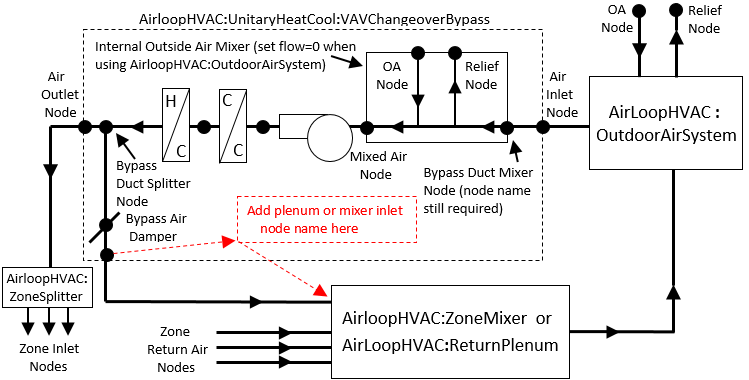 AirloopHVAC:UnitaryHeatCool:VAVChangeoverBypass
OA
Node
Relief
Node
Internal Outside Air Mixer (set flow=0 when
using AirloopHVAC:OutdoorAirSystem)
OA
Node
Relief
Node
Air
Outlet
Node
Air
Inlet
Node
H
C
C
C
AirLoopHVAC :
OutdoorAirSystem
Mixed Air
Node
Bypass Duct Mixer
Node (node name
still required)
Bypass
Duct Splitter
Node
Bypass Air
Damper
Add plenum or mixer inlet
node name here
AirloopHVAC:
ZoneSplitter
Zone Inlet
Nodes
Zone
Return Air
Nodes
AirloopHVAC:ZoneMixer or
AirLoopHVAC:ReturnPlenum